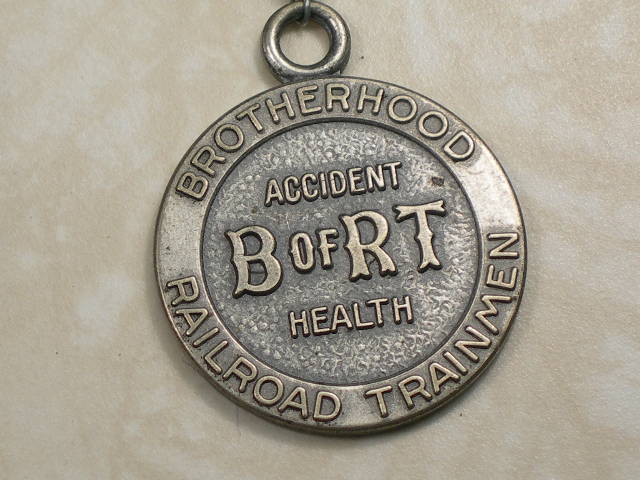 BROTHERHOOD
ACCIDENT
B OF RT
HEALTH
RAILROAD TRAINMEN